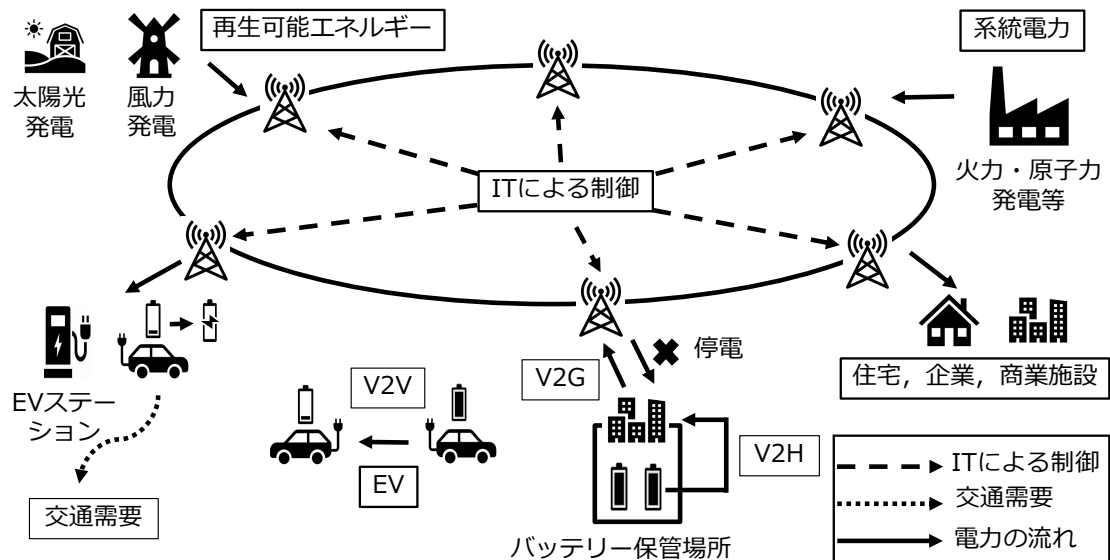 再生可能エネルギー
系統電力
太陽光
発電
風力
発電
火力・原子力
発電等
ITによる制御
EVステー
ション
交通需要
V2V
EV
V2G
停電
V2H
バッテリー保管場所
住宅，企業，商業施設
ITによる制御
交通需要
電力の流れ